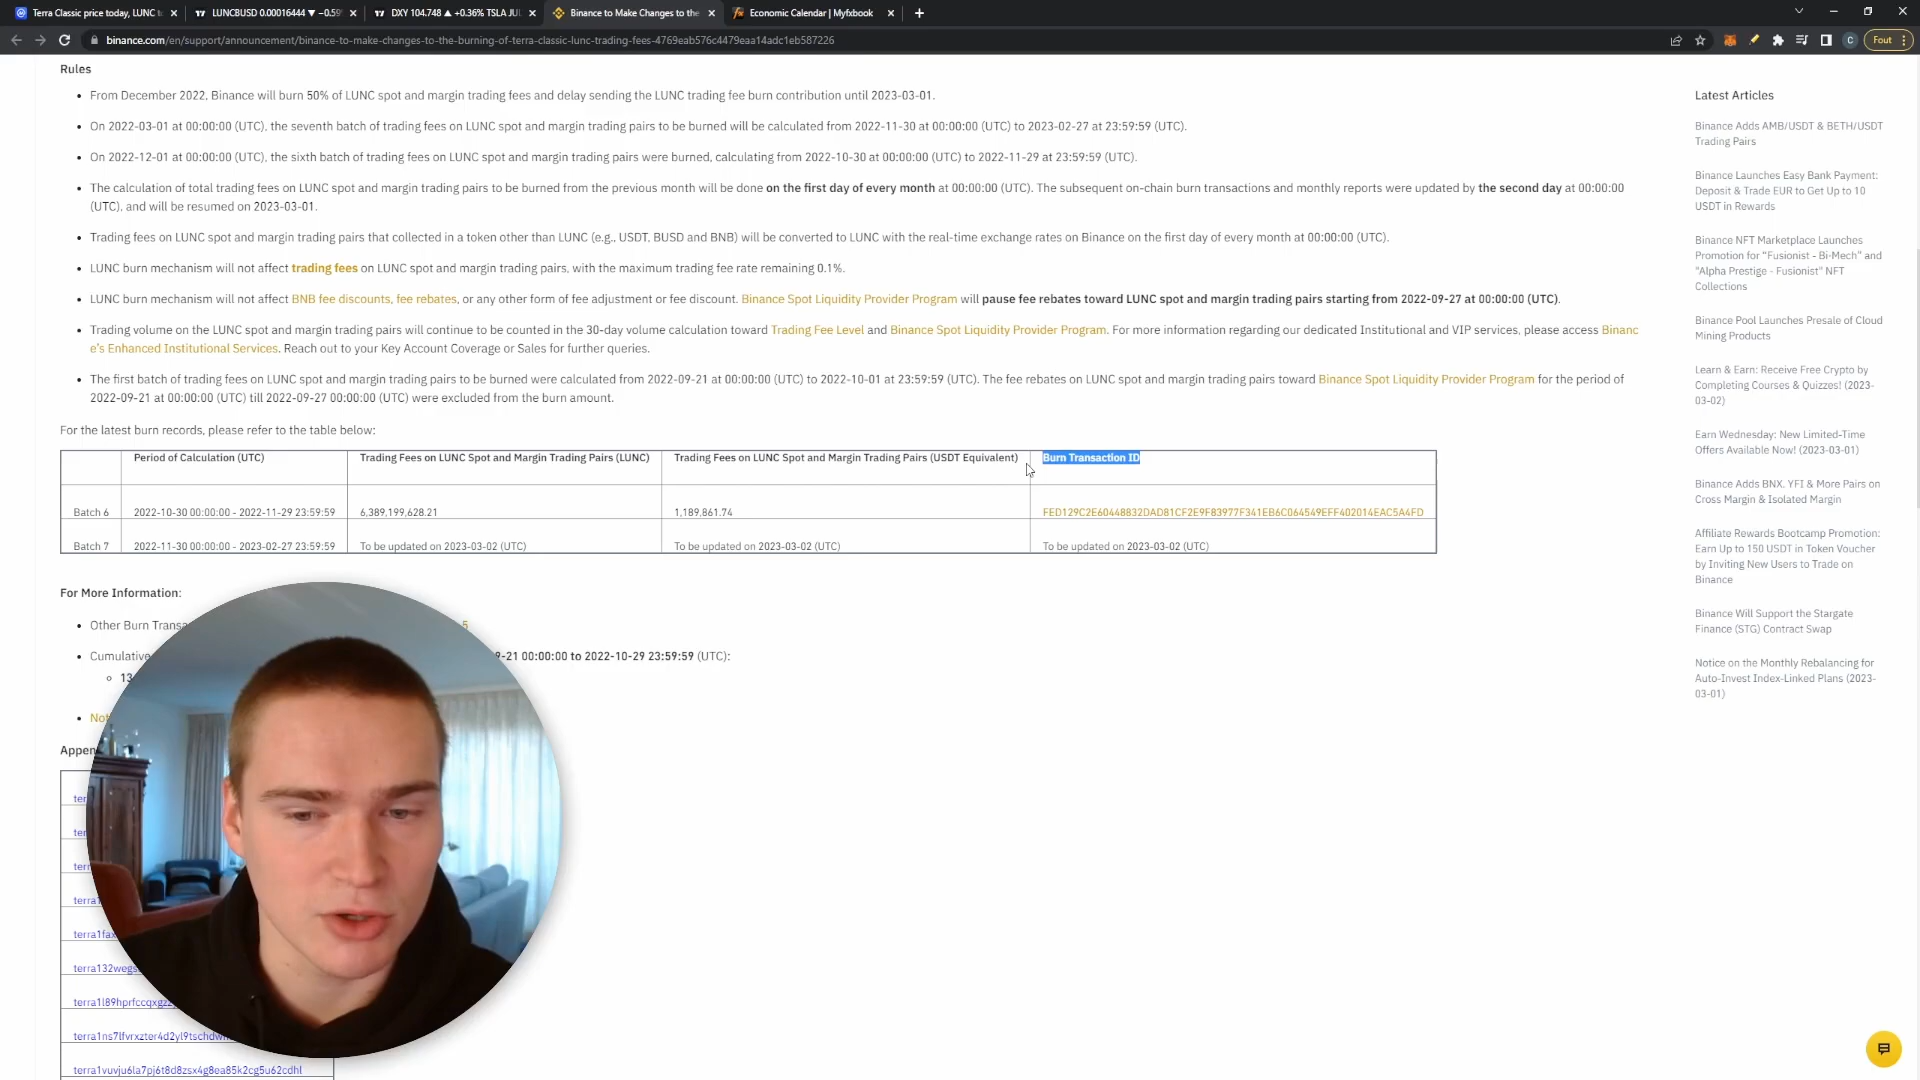 Terra Classic price today, LUNC t
LUNCBUSD 0.00016444 ▼ −0.59
DXY 104.748 ▲ +0.36% TSLA JUL
Binance to Make Changes to the
Economic Calendar | Myfxbook
binance.com/en/support/announcement/binance-to-make-changes-to-the-burning-of-terra-classic-lunc-trading-fees-4769eab576c4479eaa14adc1eb587226
C
Fout
Rules
From December 2022, Binance will burn 50% of LUNC spot and margin trading fees and delay sending the LUNC trading fee burn contribution until 2023-03-01.
On 2022-03-01 at 00:00:00 (UTC), the seventh batch of trading fees on LUNC spot and margin trading pairs to be burned will be calculated from 2022-11-30 at 00:00:00 (UTC) to 2023-02-27 at 23:59:59 (UTC).
On 2022-12-01 at 00:00:00 (UTC), the sixth batch of trading fees on LUNC spot and margin trading pairs were burned, calculating from 2022-10-30 at 00:00:00 (UTC) to 2022-11-29 at 23:59:59 (UTC).
The calculation of total trading fees on LUNC spot and margin trading pairs to be burned from the previous month will be done on the first day of every month at 00:00:00 (UTC). The subsequent on-chain burn transactions and monthly reports were updated by the second day at 00:00:00
(UTC), and will be resumed on 2023-03-01.
Trading fees on LUNC spot and margin trading pairs that collected in a token other than LUNC (e.g., USDT, BUSD and BNB) will be converted to LUNC with the real-time exchange rates on Binance on the first day of every month at 00:00:00 (UTC).
LUNC burn mechanism will not affect trading fees on LUNC spot and margin trading pairs, with the maximum trading fee rate remaining 0.1%.
LUNC burn mechanism will not affect BNB fee discounts, fee rebates, or any other form of fee adjustment or fee discount. Binance Spot Liquidity Provider Program will pause fee rebates toward LUNC spot and margin trading pairs starting from 2022-09-27 at 00:00:00 (UTC).
Trading volume on the LUNC spot and margin trading pairs will continue to be counted in the 30-day volume calculation toward Trading Fee Level and Binance Spot Liquidity Provider Program. For more information regarding our dedicated Institutional and VIP services, please access Binanc
e's Enhanced Institutional Services. Reach out to your Key Account Coverage or Sales for further queries.
The first batch of trading fees on LUNC spot and margin trading pairs to be burned were calculated from 2022-09-21 at 00:00:00 (UTC) to 2022-10-01 at 23:59:59 (UTC). The fee rebates on LUNC spot and margin trading pairs toward Binance Spot Liquidity Provider Program for the period of
2022-09-21 at 00:00:00 (UTC) till 2022-09-27 00:00:00 (UTC) were excluded from the burn amount.
For the latest burn records, please refer to the table below:
Period of Calculation (UTC) Trading Fees on LUNC Spot and Margin Trading Pairs (LUNC) Trading Fees on LUNC Spot and Margin Trading Pairs (USDT Equivalent) Burn Transaction ID
Batch 6 2022-10-30 00:00:00 - 2022-11-29 23:59:59 6,389,199,628.21 1,189,861.74 FED129C2E60448832DAD81CF2E9F83977F341EB6C064549EFF402014EAC5A4FD
Batch 7 2022-11-30 00:00:00 - 2023-02-27 23:59:59 To be updated on 2023-03-02 (UTC) To be updated on 2023-03-02 (UTC) To be updated on 2023-03-02 (UTC)
For More Information:
Other Burn Transa 5
Cumulative 9-21 00:00:00 to 2022-10-29 23:59:59 (UTC):
13
Not
Appen
ter
ter
ter
terra1
terra1fax
terra132wegs
terra1l89hprfccqxgz
terra1ns7lfvrxzter4d2yl9tschdw
terra1vuvju6la7pj6t8d8zsx4g8ea85k2cg5u62cdhl
Latest Articles
Binance Adds AMB/USDT & BETH/USDT
Trading Pairs
Binance Launches Easy Bank Payment:
Deposit & Trade EUR to Get Up to 10
USDT in Rewards
Binance NFT Marketplace Launches
Promotion for “Fusionist - Bi-Mech” and
"Alpha Prestige - Fusionist" NFT
Collections
Binance Pool Launches Presale of Cloud
Mining Products
Learn & Earn: Receive Free Crypto by
Completing Courses & Quizzes! (2023-
03-02)
Earn Wednesday: New Limited-Time
Offers Available Now! (2023-03-01)
Binance Adds BNX, YFI & More Pairs on
Cross Margin & Isolated Margin
Affiliate Rewards Bootcamp Promotion:
Earn Up to 150 USDT in Token Voucher
by Inviting New Users to Trade on
Binance
Binance Will Support the Stargate
Finance (STG) Contract Swap
Notice on the Monthly Rebalancing for
Auto-Invest Index-Linked Plans (2023-
03-01)